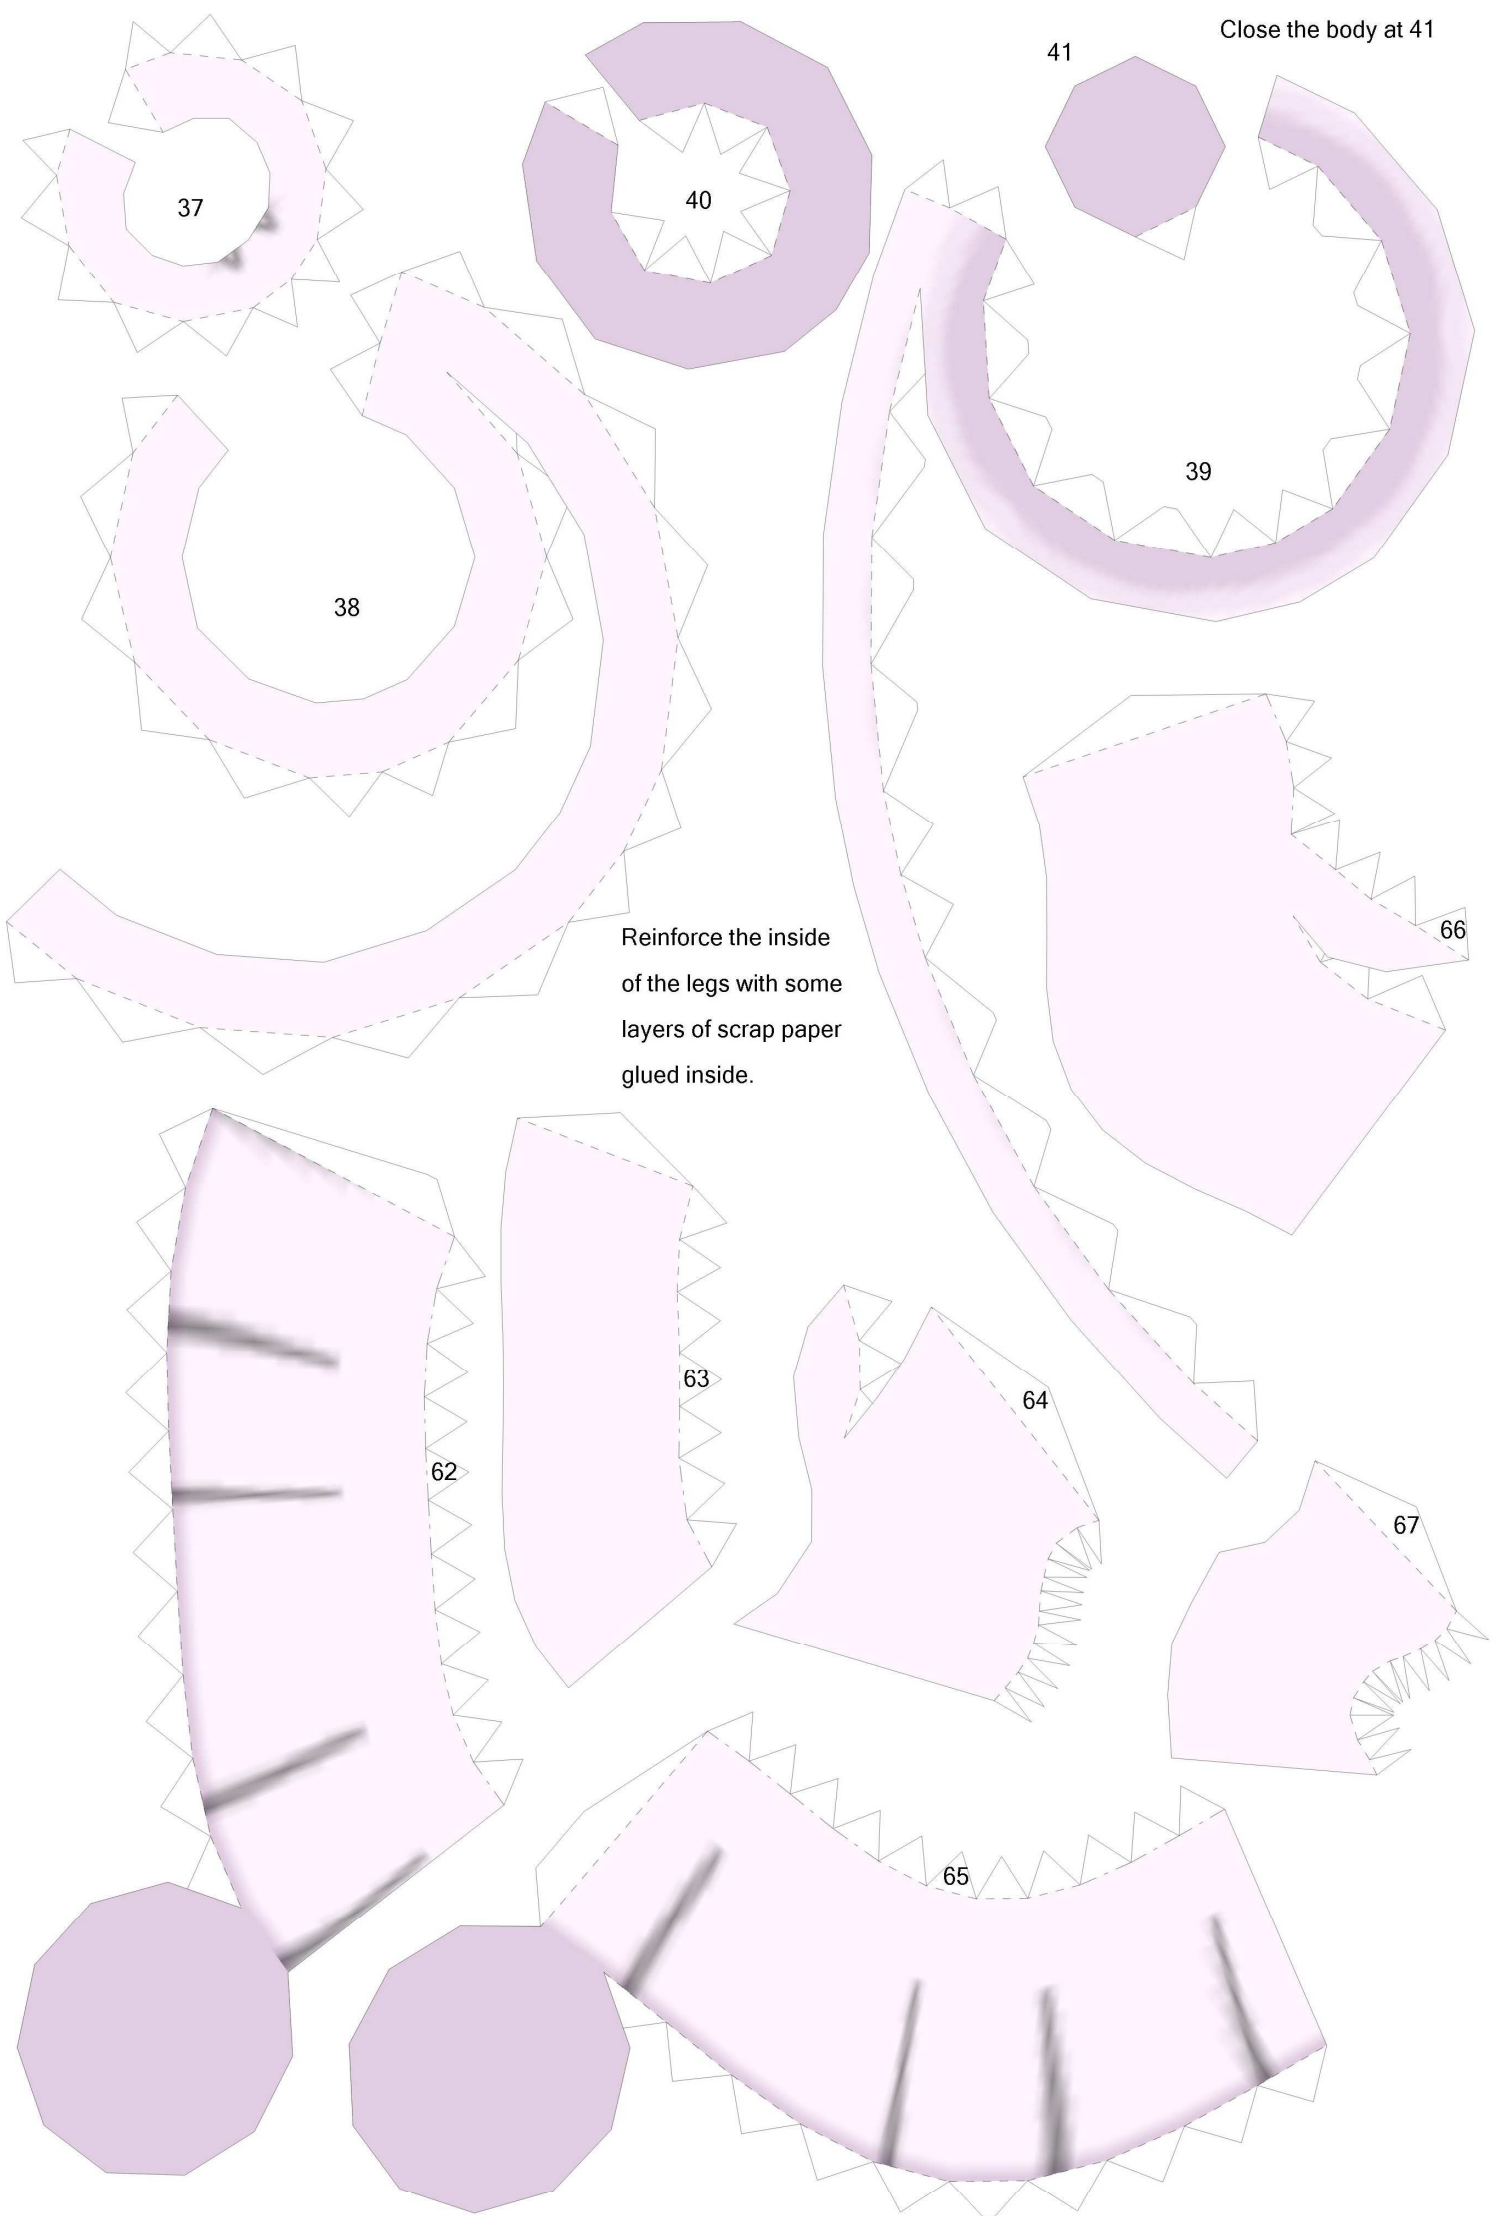 Close the body at 41
41
37
40
39
38
66
Reinforce the inside
of the legs with some
layers of scrap paper
glued inside.
63
64
62
67
65